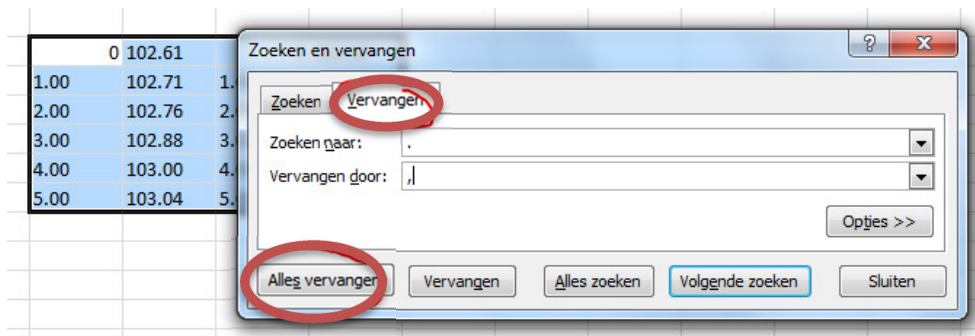 Zoeken en vervangen
0 102.61
1.00 102.71 1.
2.00 102.76 2.
3.00 102.88 3.
4.00 103.00 4.
5.00 103.04 5.
Zoeken Vervangen
Zoeken naar: .
Vervangen door: ,
Opties >>
Alles vervangen Vervangen Alles zoeken Volgende zoeken Sluiten